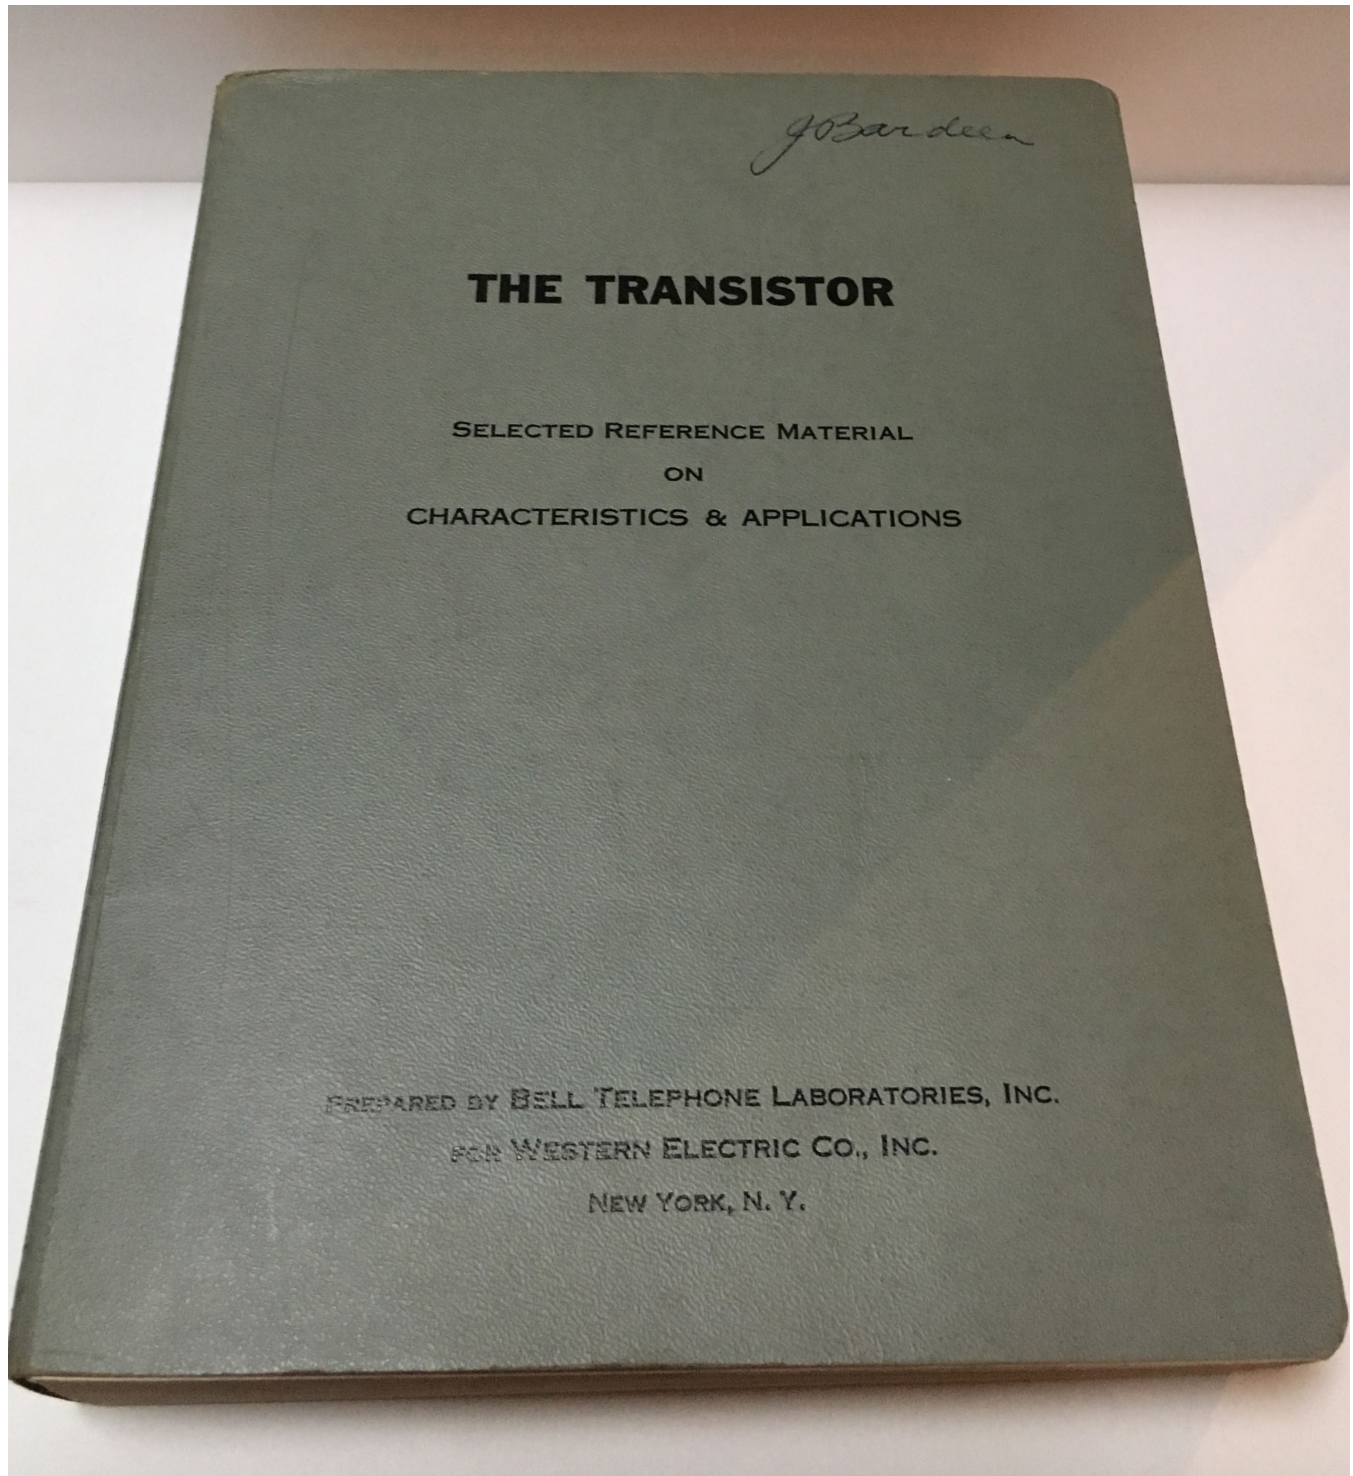 J Bardeen
THE TRANSISTOR
SELECTED REFERENCE MATERIAL
ON
CHARACTERISTICS & APPLICATIONS
PREPARED BY BELL TELEPHONE LABORATORIES, INC.
FOR WESTERN ELECTRIC CO., INC.
NEW YORK, N. Y.